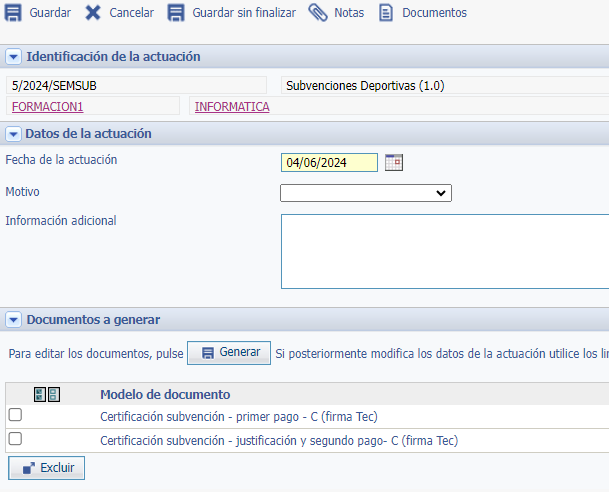 Guardar Cancelar Guardar sin finalizar Notas Documentos
Identificación de la actuación
5/2024/SEMSUB Subvenciones Deportivas (1.0)
FORMACION1 INFORMATICA
Datos de la actuación
Fecha de la actuación 04/06/2024
Motivo
Información adicional
Documentos a generar
Para editar los documentos, pulse Generar Si posteriormente modifica los datos de la actuación utilice los
Modelo de documento
Certificación subvención - primer pago - C (firma Tec)
Certificación subvención - justificación y segundo pago- C (firma Tec)
Excluir